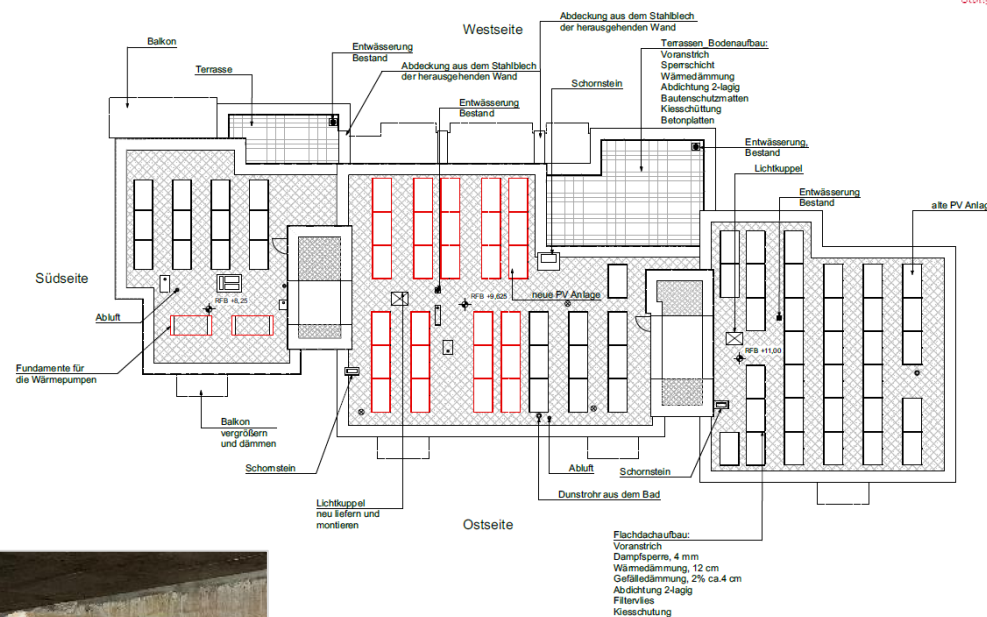 Westseite
Abdeckung aus dem Stahlblech
der herausgehenden Wand
Balkon
Entwässerung
Bestand
Terrassen_Bodenaufbau:
Voranstrich
Sperrschicht
Wärmedämmung
Abdichtung 2-lagig
Bautenschutzmatten
Kiesschüttung
Betonplatten
Terrasse
Abdeckung aus dem Stahlblech
der herausgehenden Wand
Schornstein
Entwässerung
Bestand
Entwässerung,
Bestand
Lichtkuppel
Entwässerung
Bestand
alte PV Anlage
Südseite
RFB +8,25
RFB +9,625
neue PV Anlage
Abluft
RFB +11,00
Fundamente für
die Wärmepumpen
Balkon
vergrößern
und dämmen
Schornstein
Abluft
Schornstein
Dunstrohr aus dem Bad
Lichtkuppel
neu liefern und
montieren
Ostseite
Flachdachaufbau:
Voranstrich
Dampfsperre, 4 mm
Wärmedämmung, 12 cm
Gefälledämmung, 2% ca.4 cm
Abdichtung 2-lagig
Filtervlies
Kiesschutung